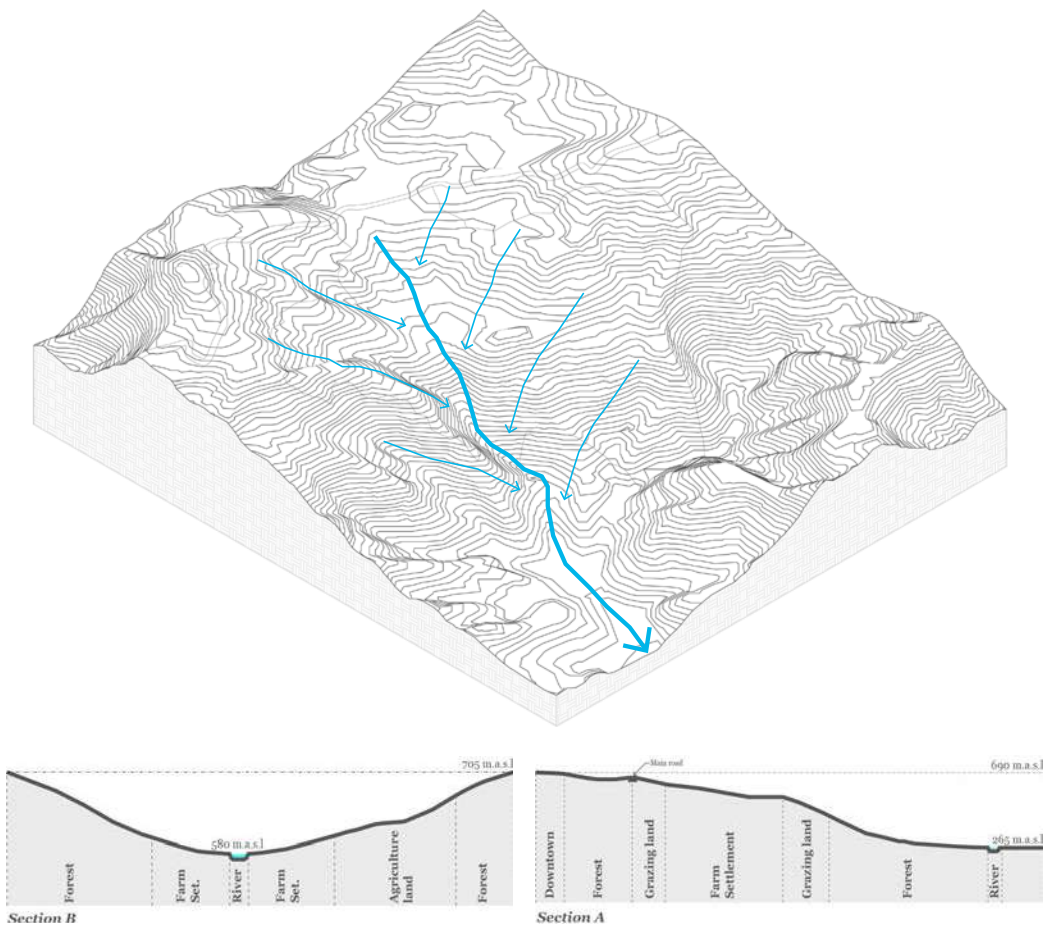 705 m.a.s.l
580 m.a.s.l
Forest
Farm
Set.
River
Farm
Set.
Agriculture
land
Forest
Section B
Main road
690 m.a.s.l
265 m.a.s.l
Downtown
Forest
Grazing land
Farm
Settlement
Grazing land
Forest
River
Section A